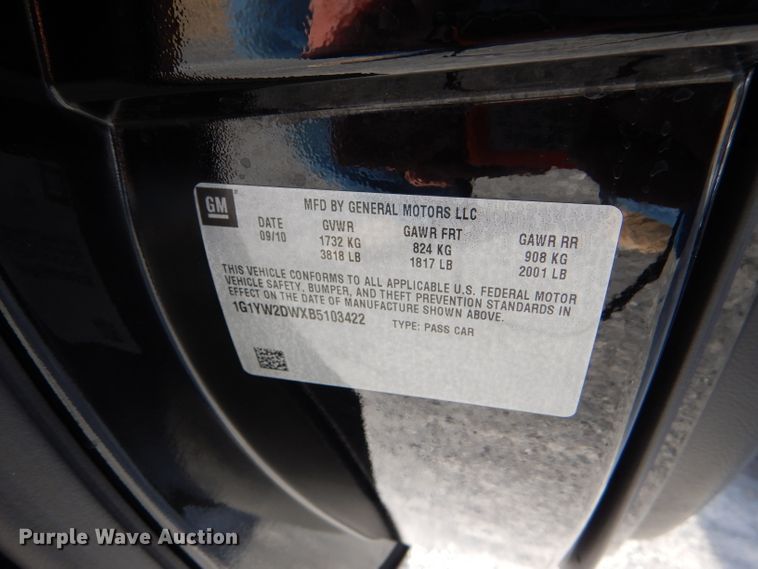 GM
MFD BY GENERAL MOTORS LLC
DATE GVWR GAWR FRT GAWR RR
09/10 1732 KG 824 KG 908 KG
3818 LB 1817 LB 2001 LB
THIS VEHICLE CONFORMS TO ALL APPLICABLE U.S. FEDERAL MOTOR
VEHICLE SAFETY, BUMPER, AND THEFT PREVENTION STANDARDS IN
EFFECT ON THE DATE OF MANUFACTURE SHOWN ABOVE.
1G1YW2DWXB5103422 TYPE: PASS CAR
Purple Wave Auction